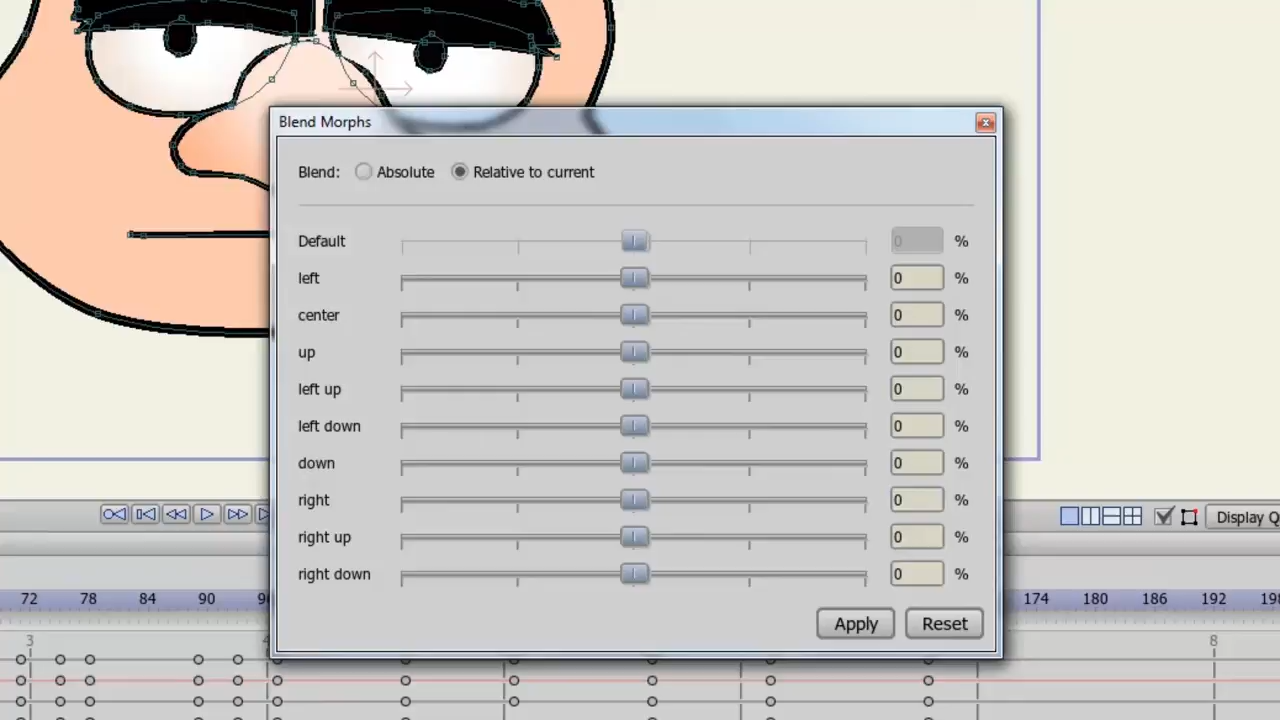 Blend Morphs
Blend: Absolute Relative to current
Default 0 %
left 0 %
center 0 %
up 0 %
left up 0 %
left down 0 %
down 0 %
right 0 %
right up 0 %
right down 0 %
Apply Reset
Display Q
72 78 84 90 174 180 186 192
3 8